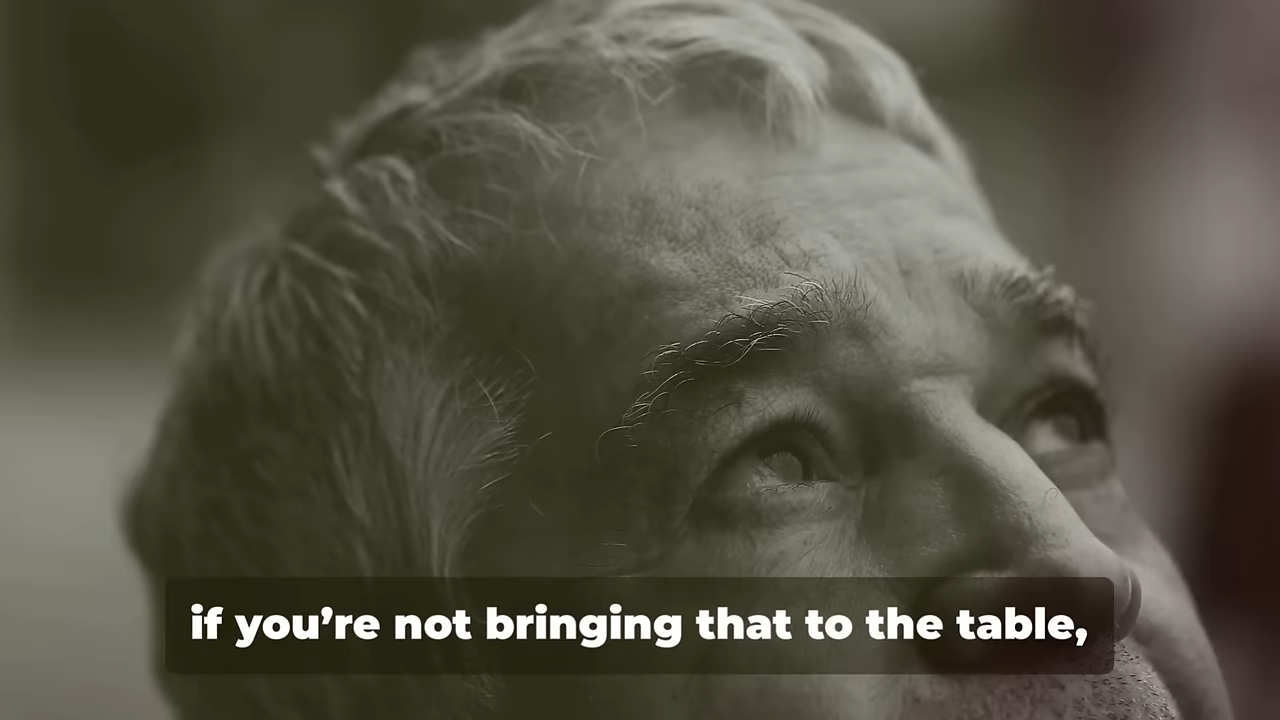 if you’re not bringing that to the table,